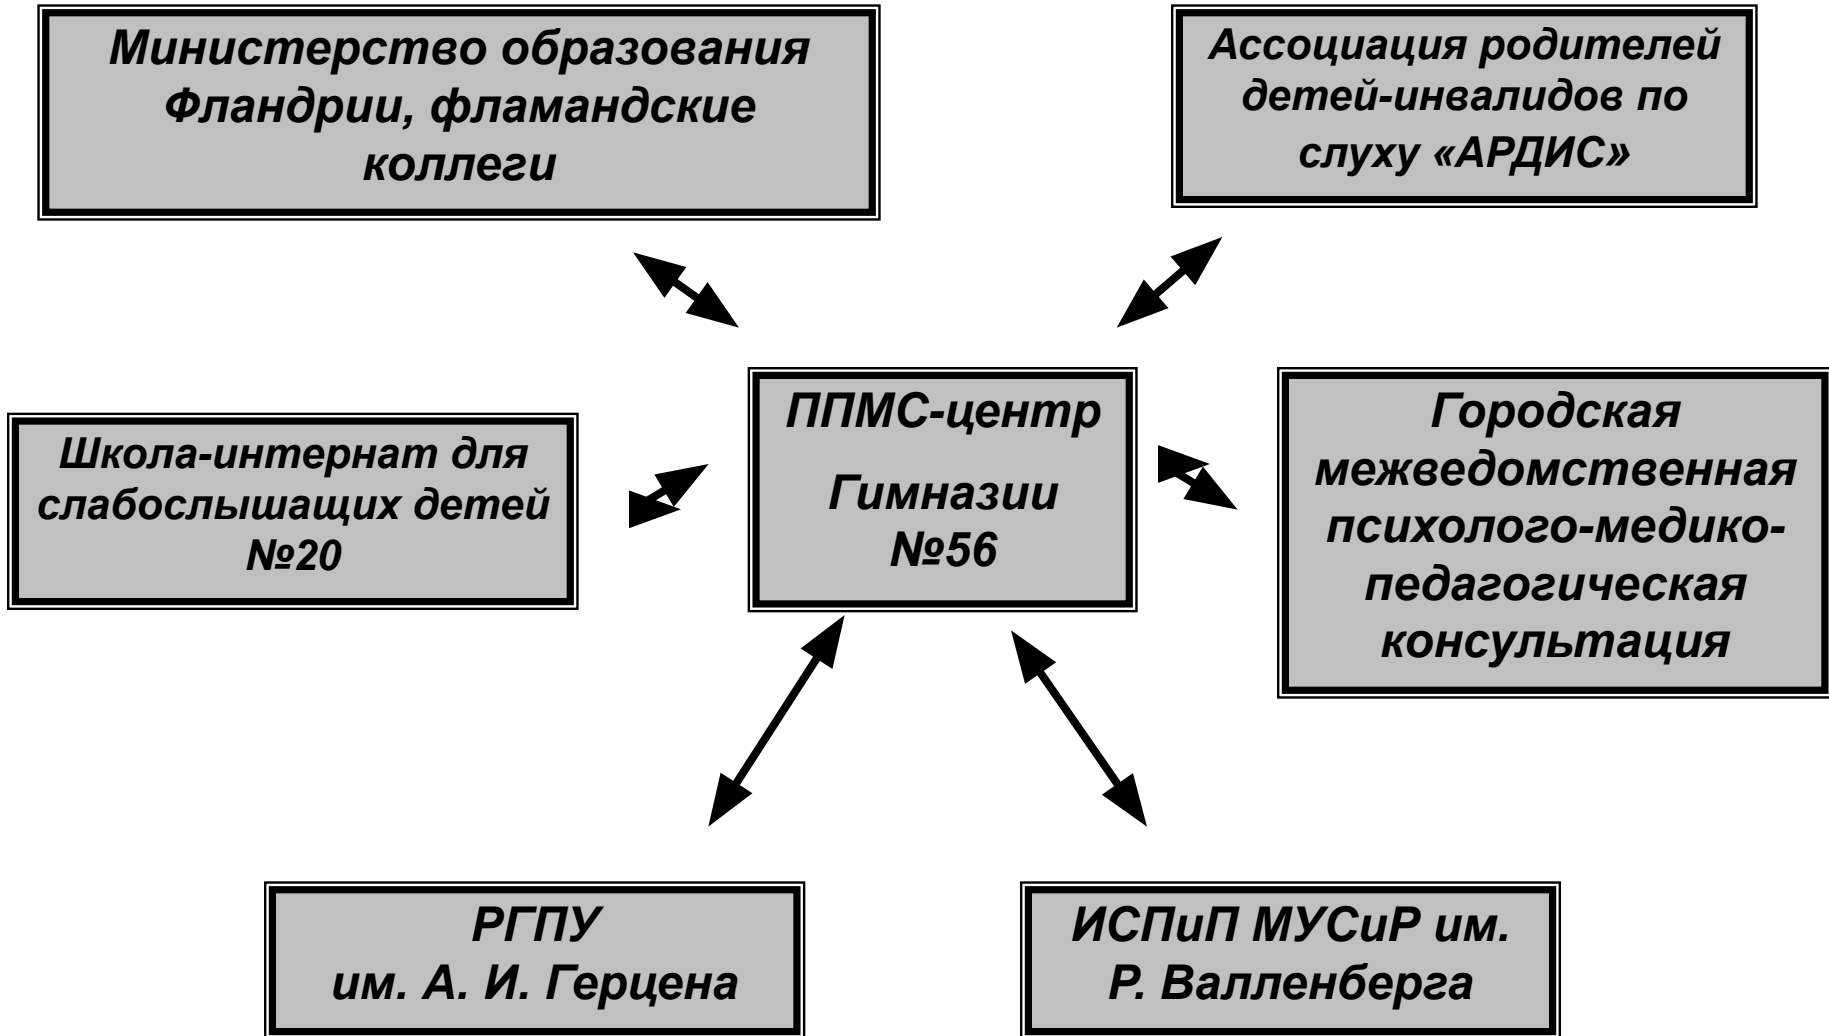 Министерство образования
Фландрии, фламандские
коллеги
Ассоциация родителей
детей-инвалидов по
слуху «АРДИС»
Школа-интернат для
слабослышащих детей
№20
ППМС-центр
Гимназии
№56
Городская
межведомственная
психолого-медико-
педагогическая
консультация
РГПУ
им. А. И. Герцена
ИСПиП МУСиР им.
Р. Валленберга